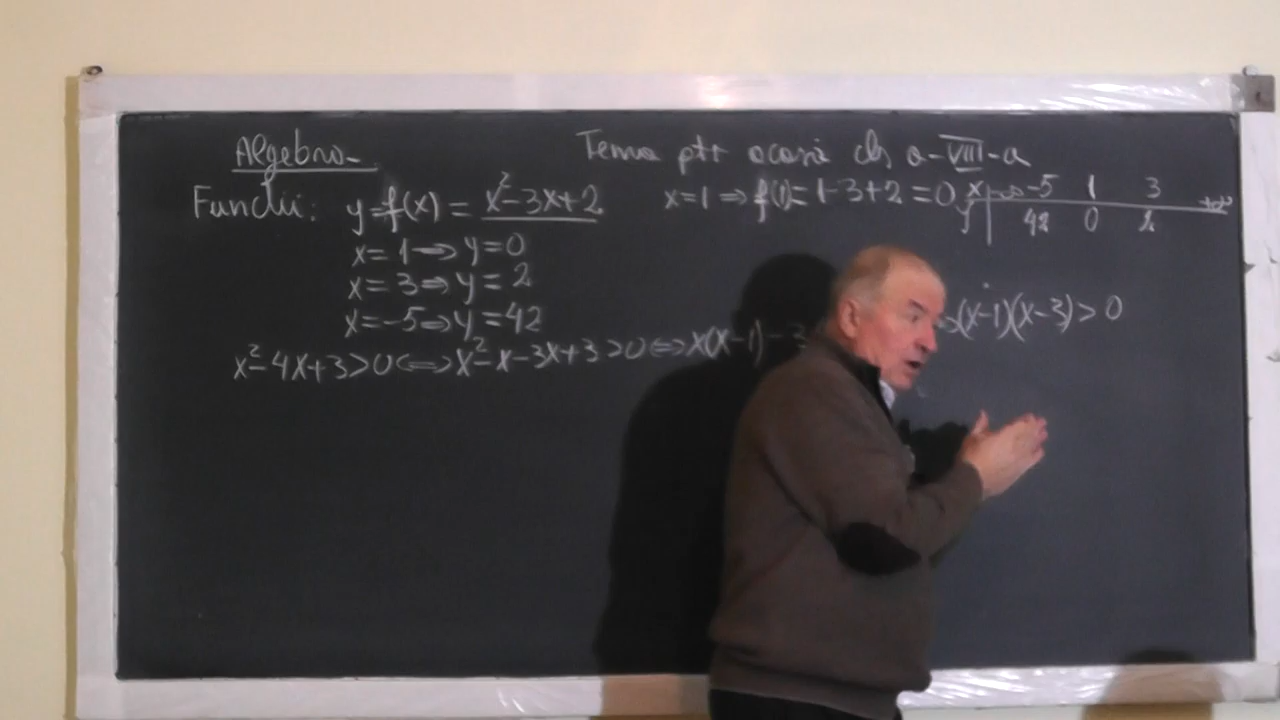 Algebra
Tema ptr acasă cls a-VIII-a
Funcții: y=f(x) = x²-3x+2
x=1 ⇒ f(1)=1-3+2=0
x -∞ -5 1 3 +∞
y 42 0 2
x=1 ⇒ y=0
x=3 ⇒ y=2
x=-5 ⇒ y=42
x²-4x+3>0 ⟺ x²-x-3x+3>0 ⟺ x(x-1)-3 (x-1)(x-3)>0